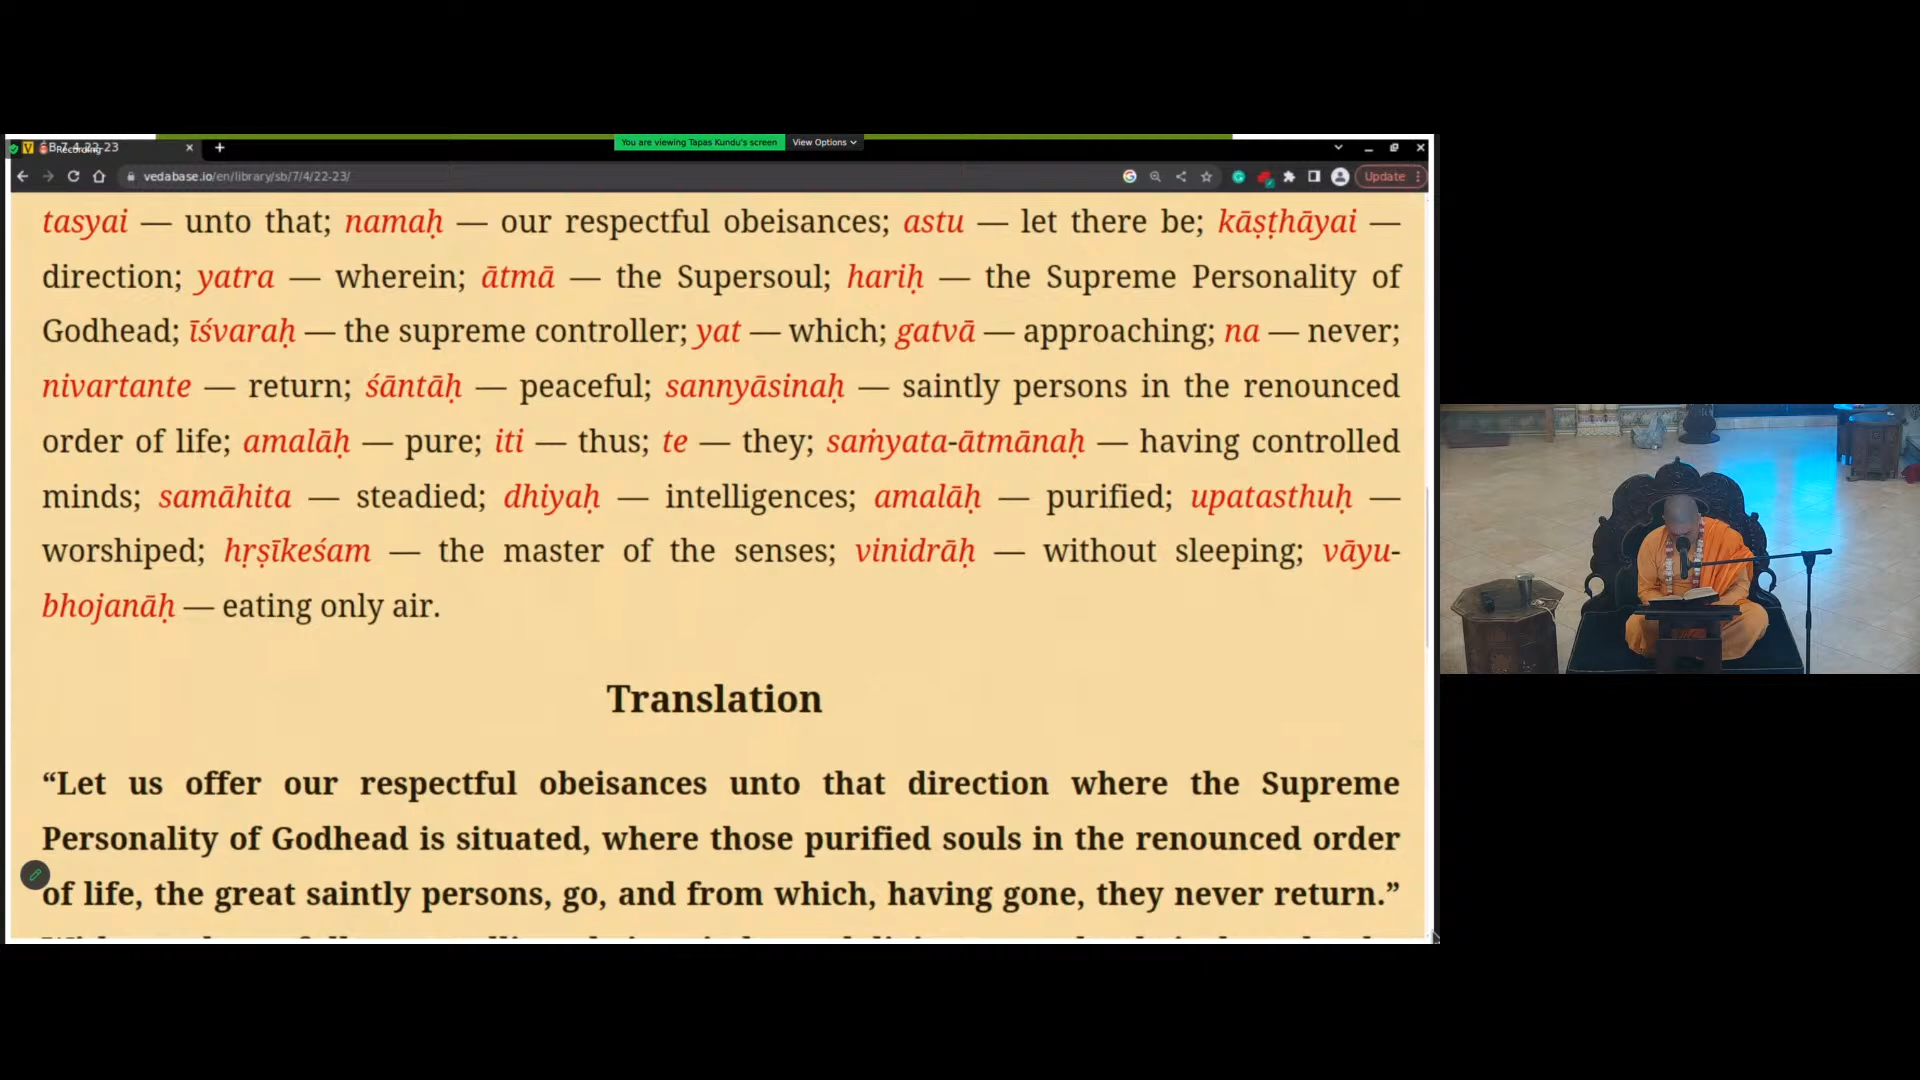 You are viewing Tapas Kundu's screen View Options
ŚB 7.4.22-23
Recording
vedabase.io/en/library/sb/7/4/22-23/
Update
tasyai — unto that; namaḥ — our respectful obeisances; astu — let there be; kāṣṭhāyai —
direction; yatra — wherein; ātmā — the Supersoul; hariḥ — the Supreme Personality of
Godhead; īśvaraḥ — the supreme controller; yat — which; gatvā — approaching; na — never;
nivartante — return; śāntāḥ — peaceful; sannyāsinaḥ — saintly persons in the renounced
order of life; amalāḥ — pure; iti — thus; te — they; saṁyata-ātmānaḥ — having controlled
minds; samāhita — steadied; dhiyaḥ — intelligences; amalāḥ — purified; upatasthuḥ —
worshiped; hṛṣīkeśam — the master of the senses; vinidrāḥ — without sleeping; vāyu-
bhojanāḥ — eating only air.
Translation
“Let us offer our respectful obeisances unto that direction where the Supreme
Personality of Godhead is situated, where those purified souls in the renounced order
of life, the great saintly persons, go, and from which, having gone, they never return.”